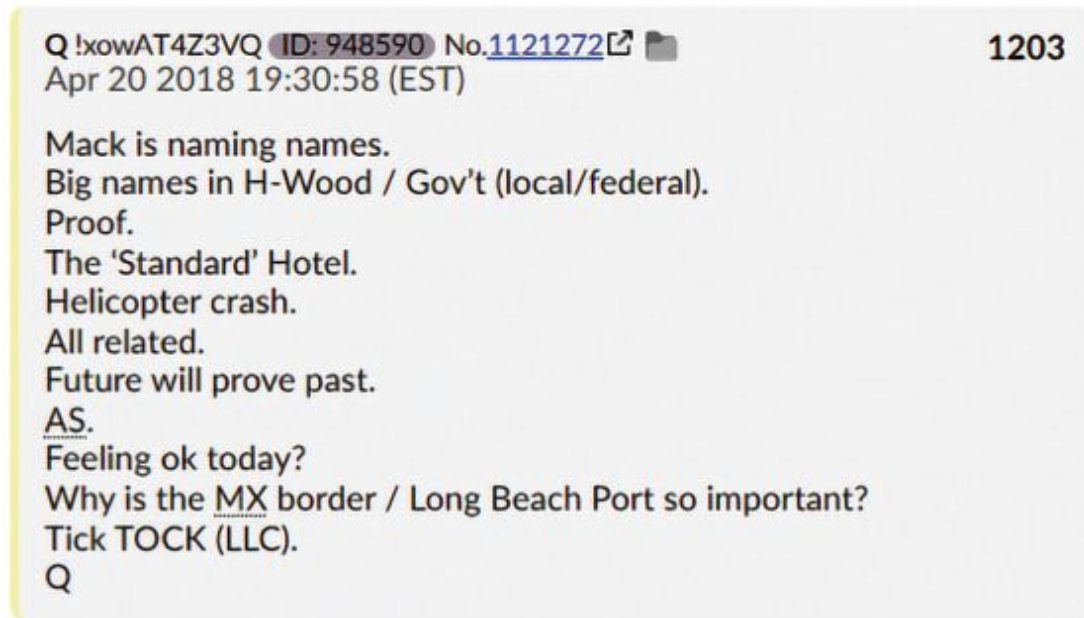 Q !xowAT4Z3VQ ID: 948590 No.1121272 1203
Apr 20 2018 19:30:58 (EST)
Mack is naming names.
Big names in H-Wood / Gov't (local/federal).
Proof.
The ‘Standard’ Hotel.
Helicopter crash.
All related.
Future will prove past.
AS.
Feeling ok today?
Why is the MX border / Long Beach Port so important?
Tick TOCK (LLC).
Q